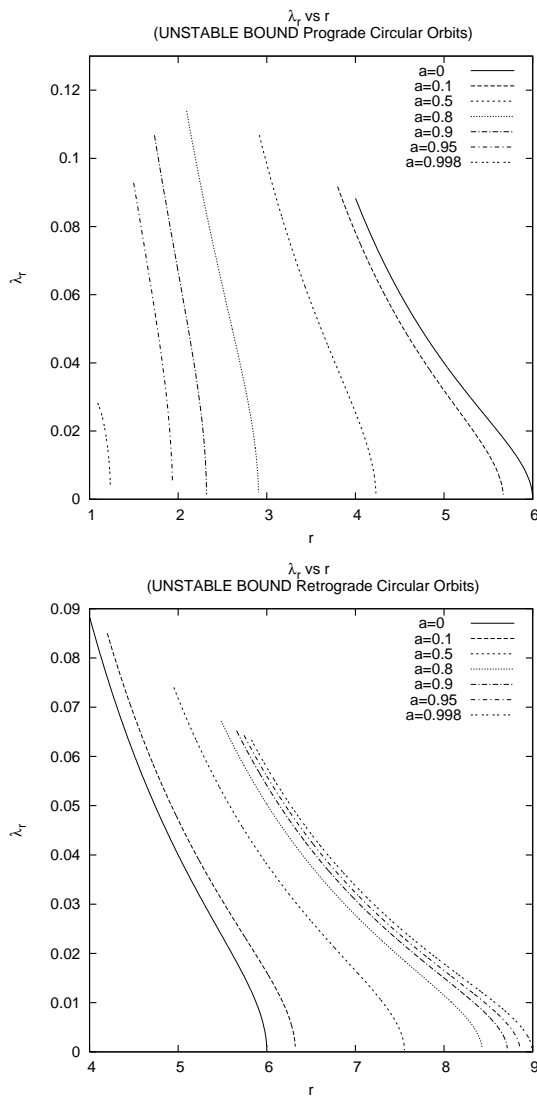 λr vs r
(UNSTABLE BOUND Prograde Circular Orbits)
a=0
a=0.1
a=0.5
a=0.8
a=0.9
a=0.95
a=0.998
0.12
0.1
0.08
0.06
0.04
0.02
0
λr
1 2 3 4 5 6
r
λr vs r
(UNSTABLE BOUND Retrograde Circular Orbits)
a=0
a=0.1
a=0.5
a=0.8
a=0.9
a=0.95
a=0.998
0.09
0.08
0.07
0.06
0.05
0.04
0.03
0.02
0.01
0
λr
4 5 6 7 8 9
r